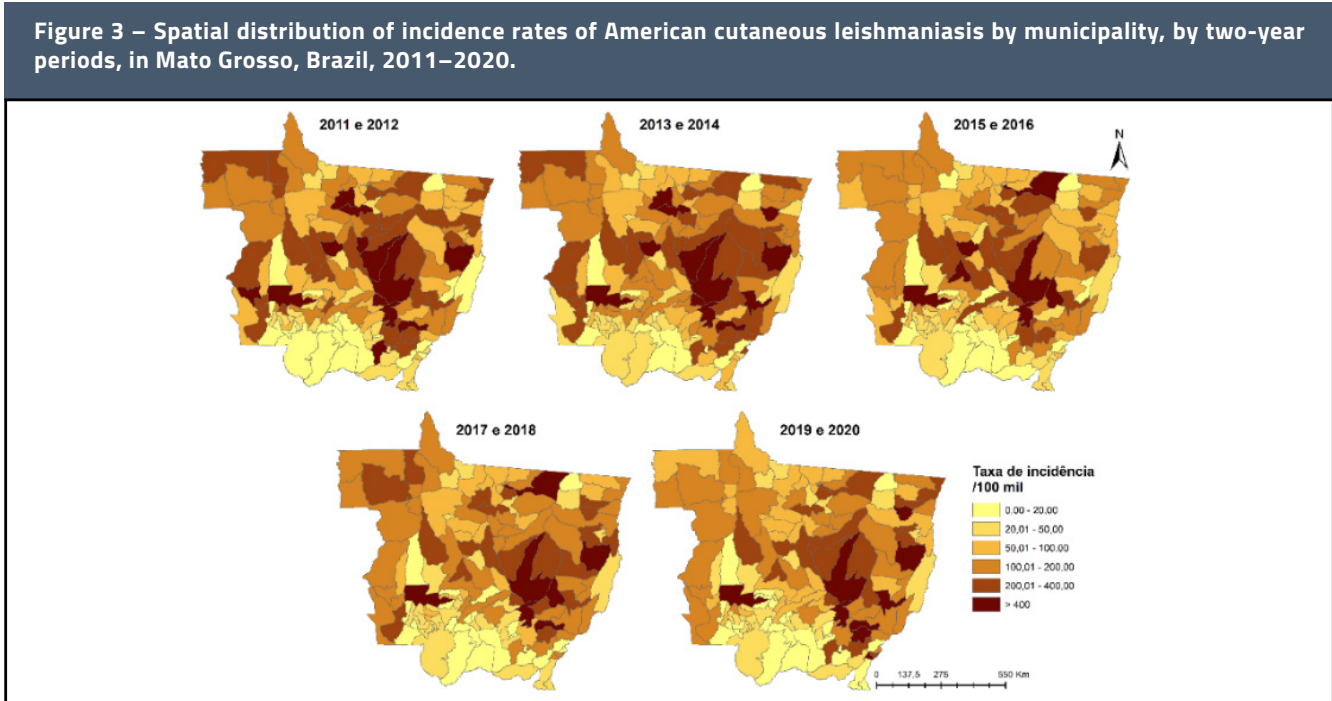 Figure 3 – Spatial distribution of incidence rates of American cutaneous leishmaniasis by municipality, by two-year
periods, in Mato Grosso, Brazil, 2011–2020.
2011 e 2012
2013 e 2014
2015 e 2016
N
2017 e 2018
2019 e 2020
Taxa de incidência
/100 mil
0,00 - 20,00
20,01 - 50,00
50,01 - 100,00
100,01 - 200,00
200,01 - 400,00
> 400
0 137,5 275 550 Km